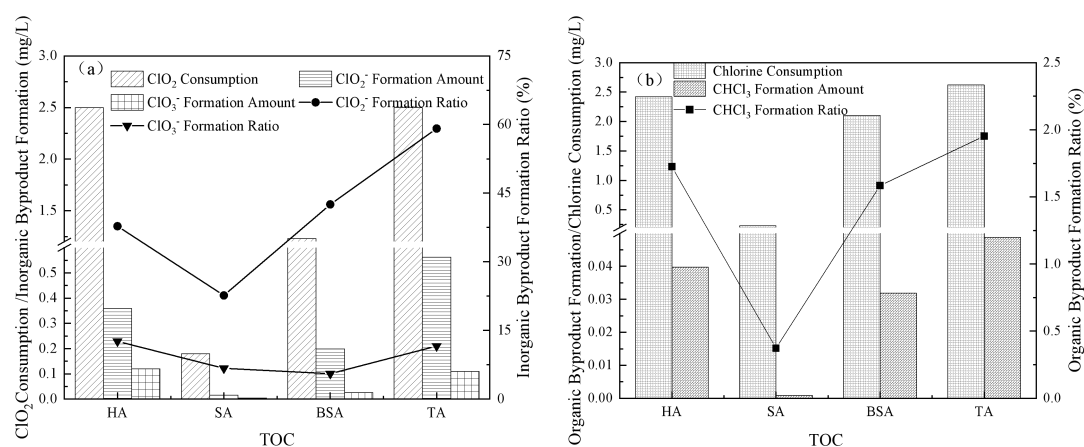 ClO₂Consumption /Inorganic Byproduct Formation (mg/L)
3.0
2.5
2.0
1.5
0.5
0.4
0.3
0.2
0.1
0.0
(a)
ClO₂ Consumption
ClO₂⁻ Formation Amount
ClO₃⁻ Formation Amount
ClO₂⁻ Formation Ratio
ClO₃⁻ Formation Ratio
75
60
45
30
15
0
Inorganic Byproduct Formation Ratio (%)
HA SA BSA TA
TOC
Organic Byproduct Formation/Chlorine Consumption (mg/L)
3.0
2.5
2.0
1.5
1.0
0.5
0.04
0.03
0.02
0.01
0.00
(b)
Chlorine Consumption
CHCl₃ Formation Amount
CHCl₃ Formation Ratio
2.5
2.0
1.5
1.0
0.5
0.0
Organic Byproduct Formation Ratio (%)
HA SA BSA TA
TOC